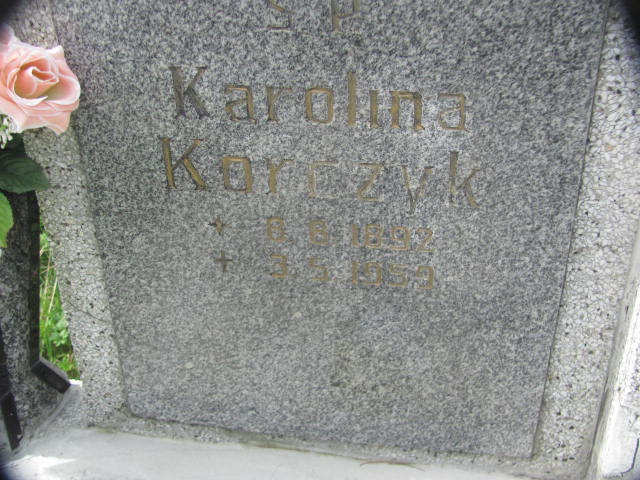 Ś P
Karolina
Korczyk
* 8. 8. 1892
+ 3. 5. 1959